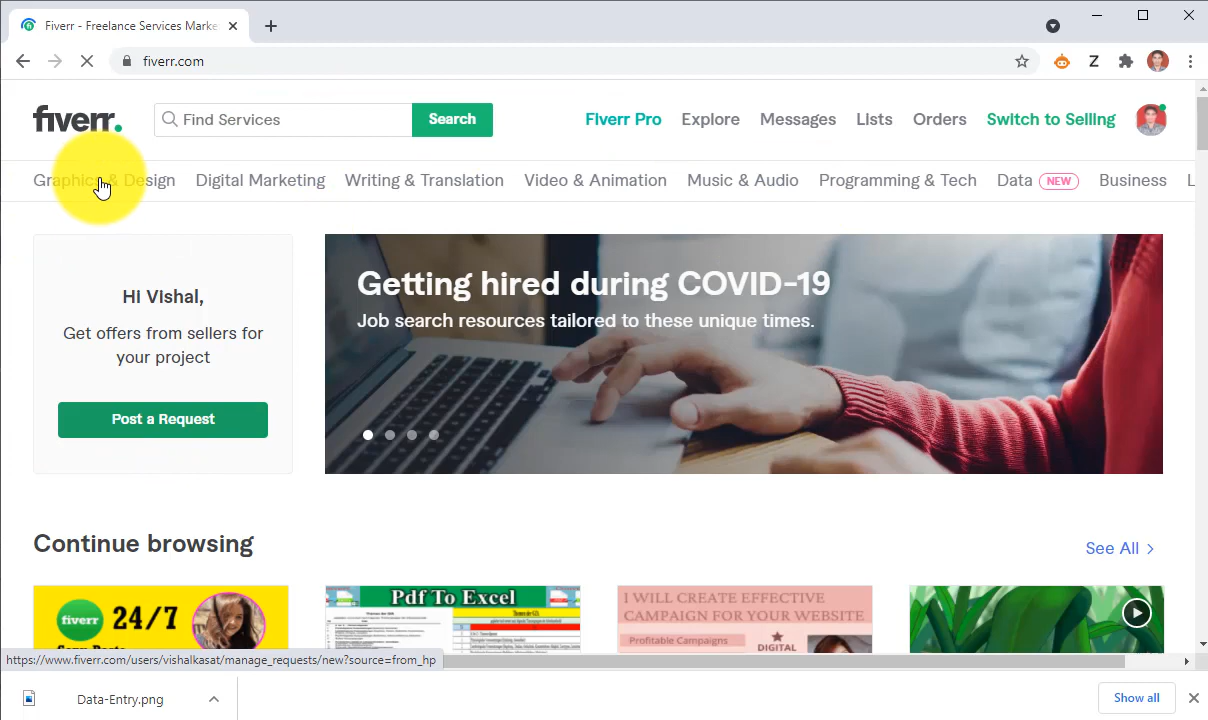 Fiverr - Freelance Services Marke
fiverr.com
Z
fiverr.
Find Services
Search
Fiverr Pro
Explore
Messages
Lists
Orders
Switch to Selling
Graphics & Design
Digital Marketing
Writing & Translation
Video & Animation
Music & Audio
Programming & Tech
Data NEW
Business
L
Hi Vishal,
Get offers from sellers for
your project
Post a Request
Getting hired during COVID-19
Job search resources tailored to these unique times.
Continue browsing
See All
fiverr
24/7
Pdf To Excel
I WILL CREATE EFFECTIVE
CAMPAIGN FOR YOUR WEBSITE
Profitable Campaigns
DIGITAL
https://www.fiverr.com/users/vishalkasat/manage_requests/new?source=from_hp
Data-Entry.png
Show all